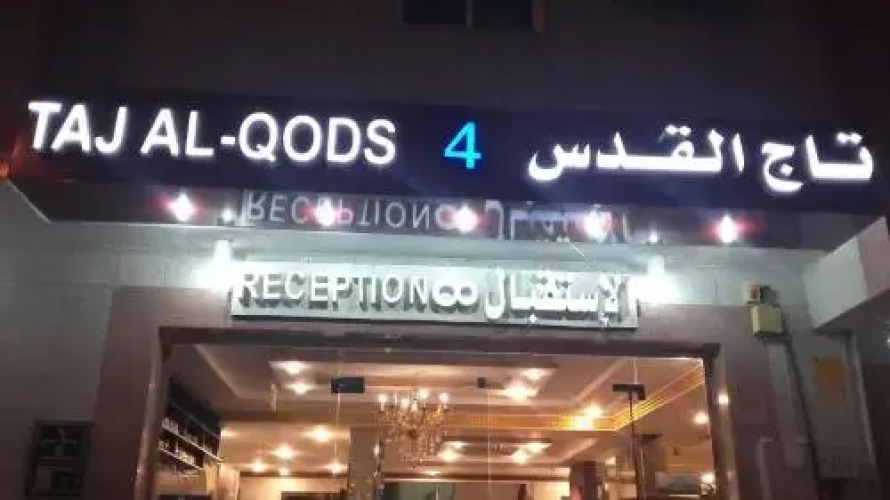 TAJ AL-QODS 4 تاج القدس
RECEPTION الإستقبال